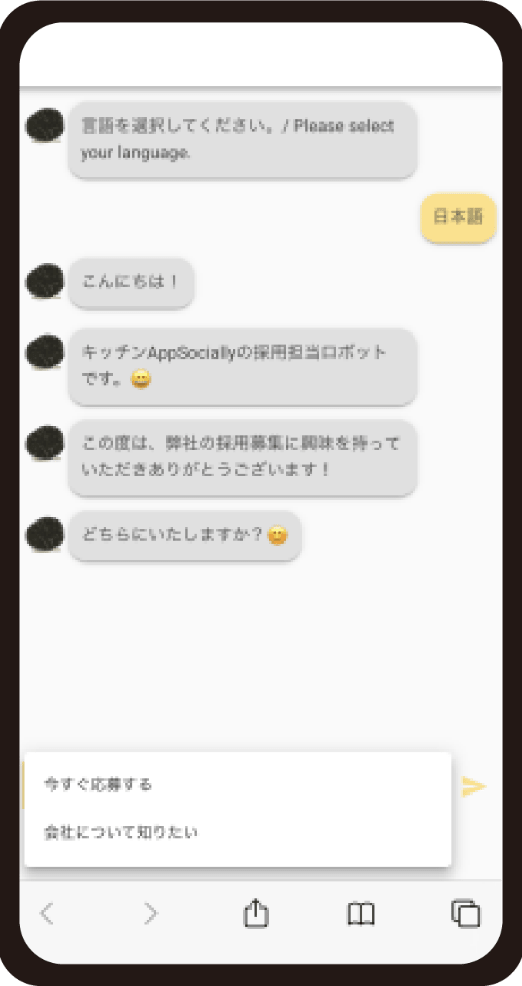 言語を選択してください。/ Please select
your language.
日本語
こんにちは！
キッチンAppSociallyの採用担当ロボット
です。😀
この度は、弊社の採用募集に興味を持って
いただきありがとうございます！
どちらにいたしますか？😊
今すぐ応募する
会社について知りたい